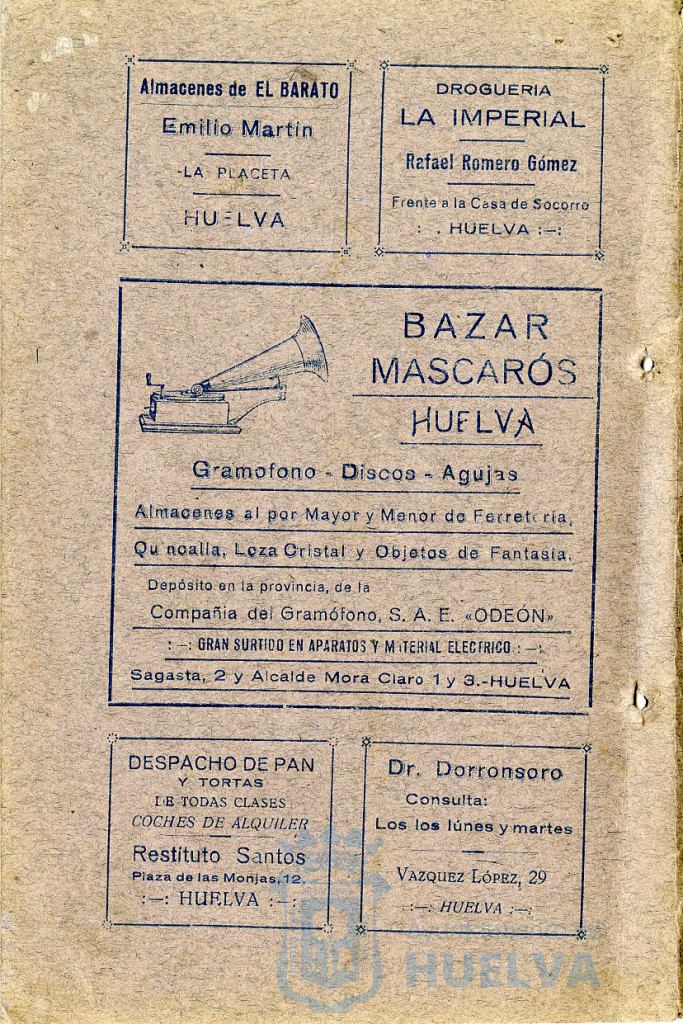 Almacenes de EL BARATO
Emilio Martin
LA PLACETA
HUELVA
DROGUERIA
LA IMPERIAL
Rafael Romero Gómez
Frente a la Casa de Socorro
: . HUELVA :—:
BAZAR
MASCARÓS
HUELVA
Gramofono - Discos - Agujas
Almacenes al por Mayor y Menor de Ferretería,
Quincalla, Loza Cristal y Objetos de Fantasía.
Depósito en la provincia, de la
Compañia del Gramófono, S. A. E. «ODEÓN»
: —: GRAN SURTIDO EN APARATOS Y MATERIAL ELECTRICO : —:
Sagasta, 2 y Alcalde Mora Claro 1 y 3.-HUELVA
DESPACHO DE PAN
Y TORTAS
DE TODAS CLASES
COCHES DE ALQUILER
Restituto Santos
Plaza de las Monjas, 12.
:—: HUELVA :—:
Dr. Dorronsoro
Consulta:
Los los lúnes y martes
VAZQUEZ LÓPEZ, 29
:—: HUELVA :—:
HUELVA